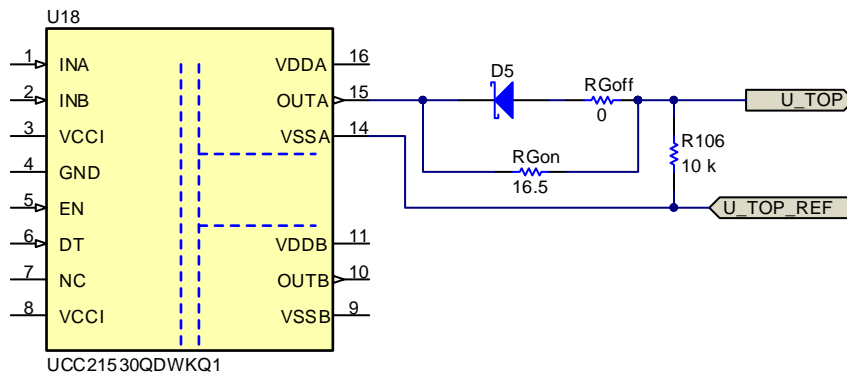 U18
1 INA VDDA 16
2 INB OUTA 15
3 VCCI VSSA 14
4 GND
5 EN
6 DT VDDB 11
7 NC OUTB 10
8 VCCI VSSB 9
UCC21530QDWKQ1
D5
RGoff
0
RGon
16.5
U_TOP
R106
10 k
U_TOP_REF